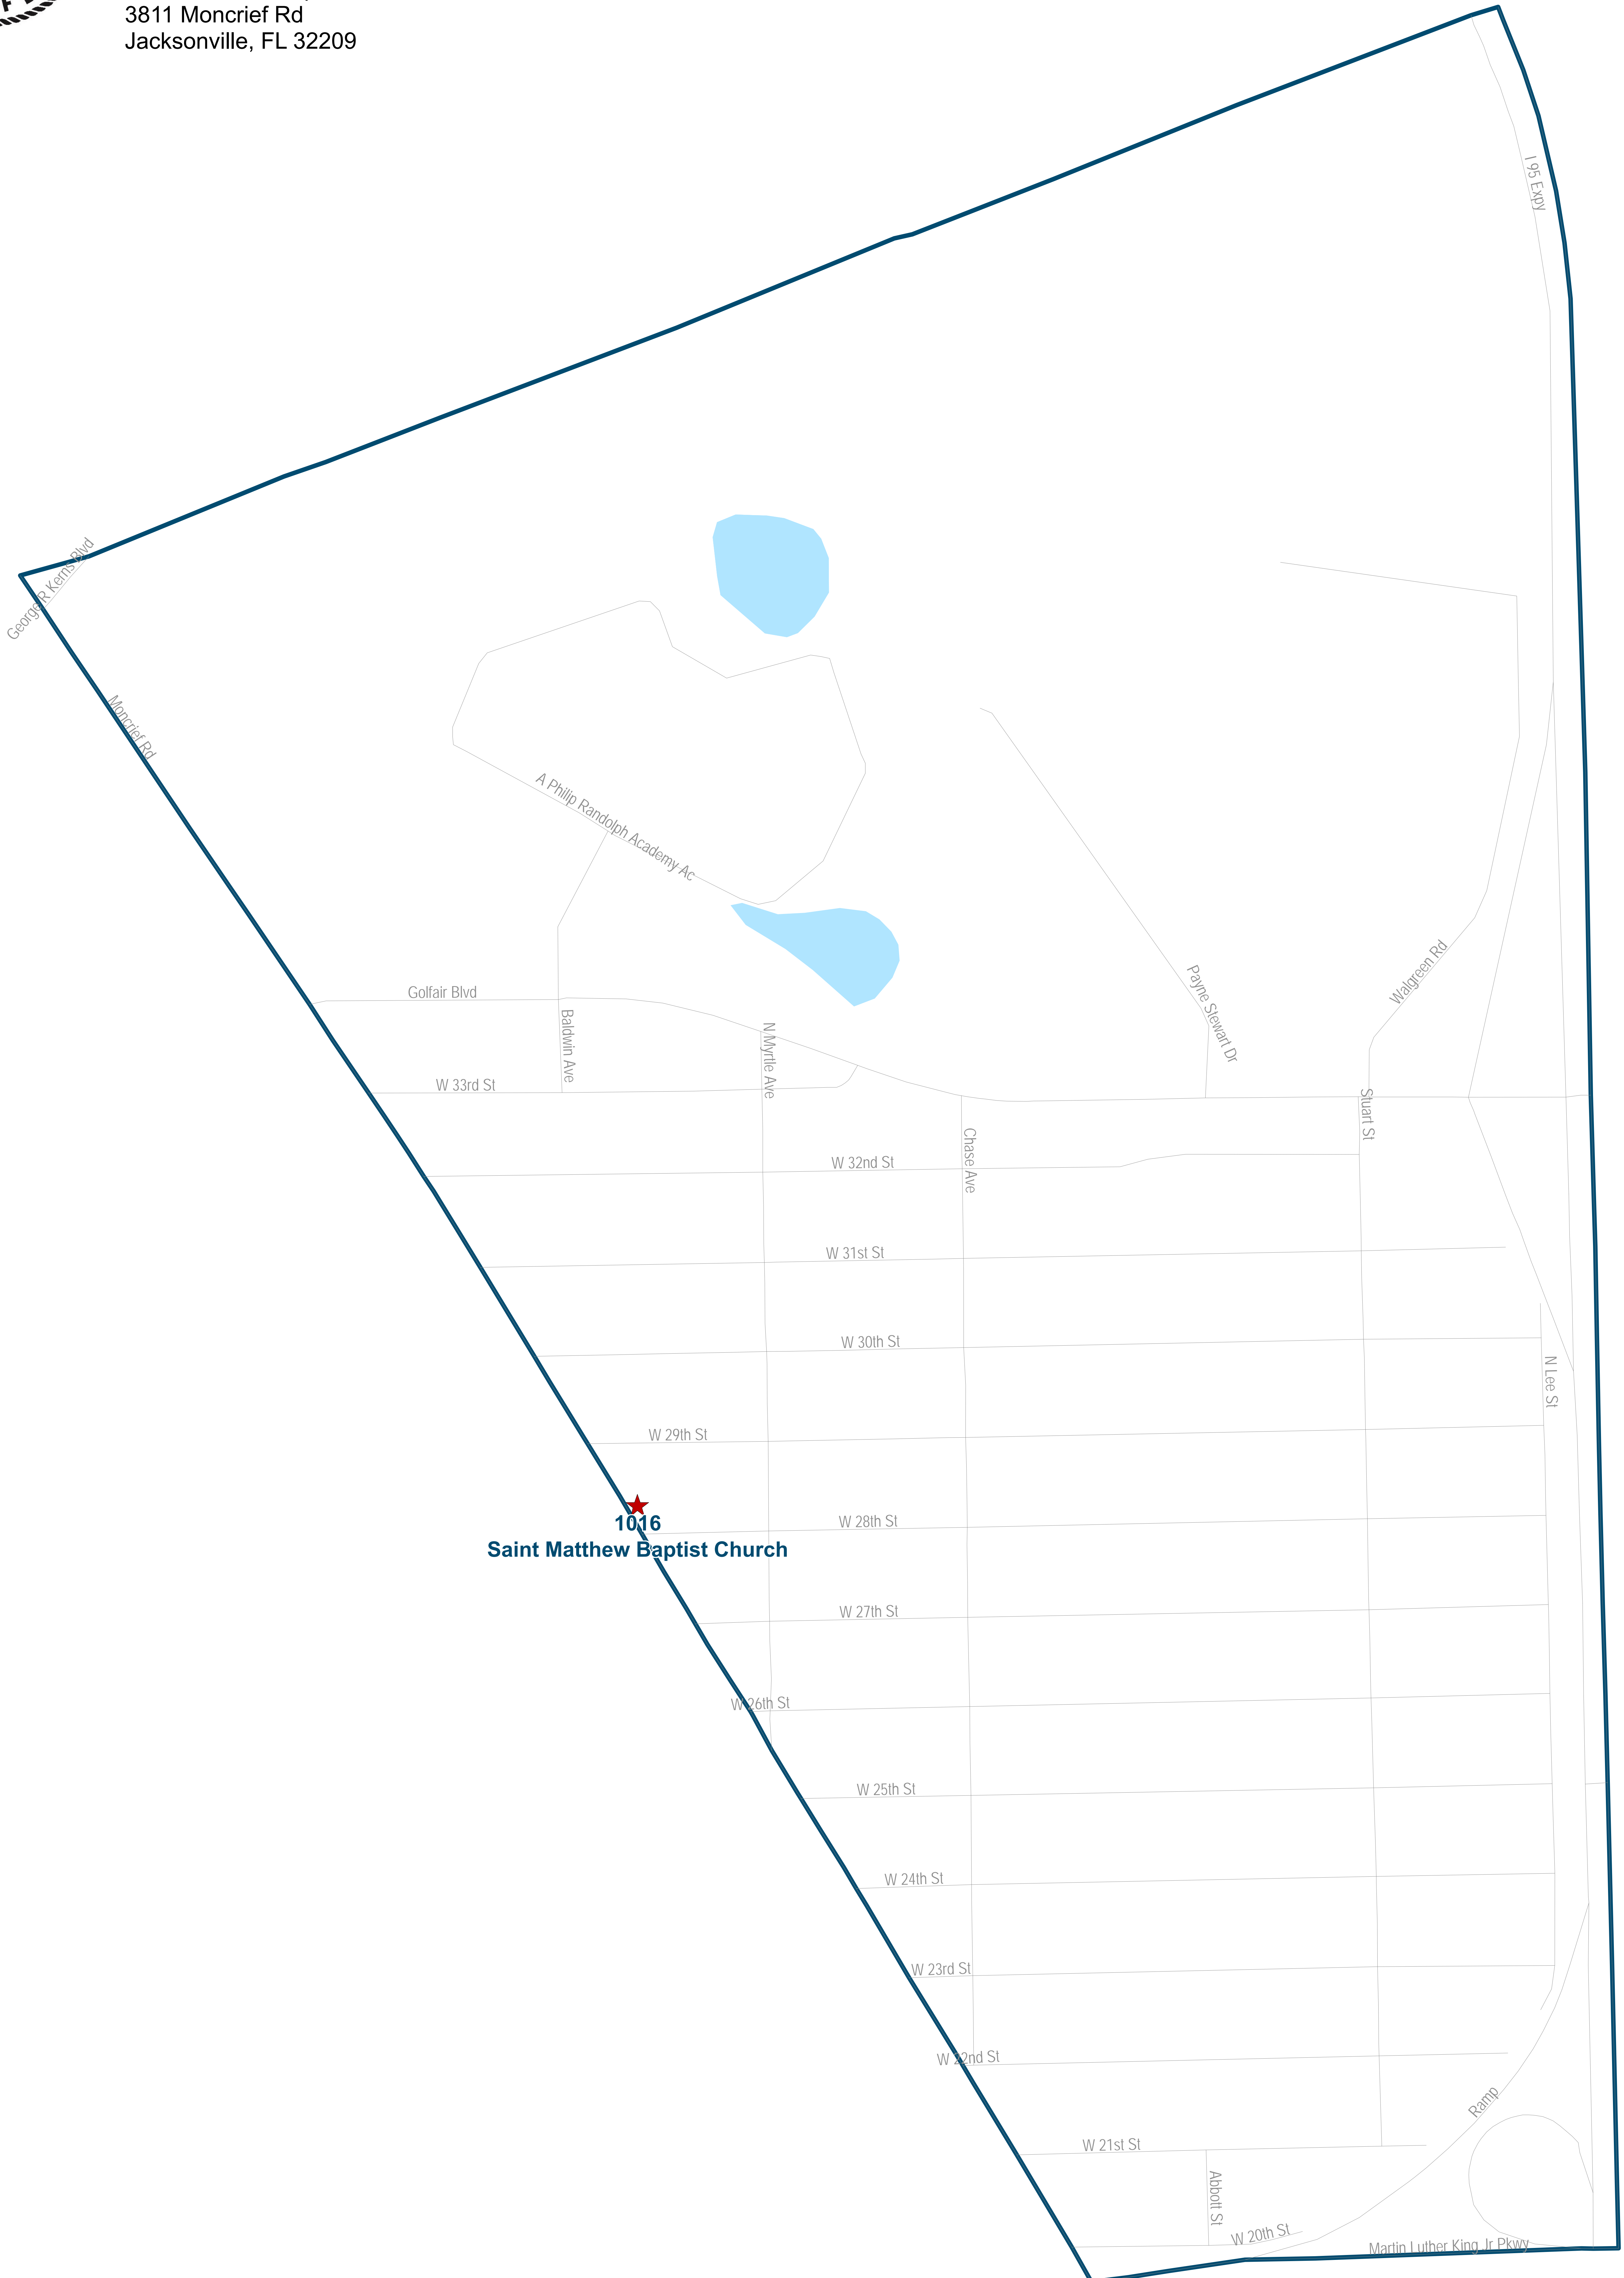 3811 Moncrief Rd
Jacksonville, FL 32209
I 95 Expy
George R Kerns Blvd
Moncrief Rd
A Philip Randolph Academy Ac
Walgreen Rd
Payne Stewart Dr
Golfair Blvd
Baldwin Ave
N Myrtle Ave
W 33rd St
Stuart St
Chase Ave
W 32nd St
W 31st St
W 30th St
N Lee St
W 29th St
1016
Saint Matthew Baptist Church
W 28th St
W 27th St
W 26th St
W 25th St
W 24th St
W 23rd St
W 22nd St
Ramp
W 21st St
Abbott St
W 20th St
Martin Luther King Jr Pkwy